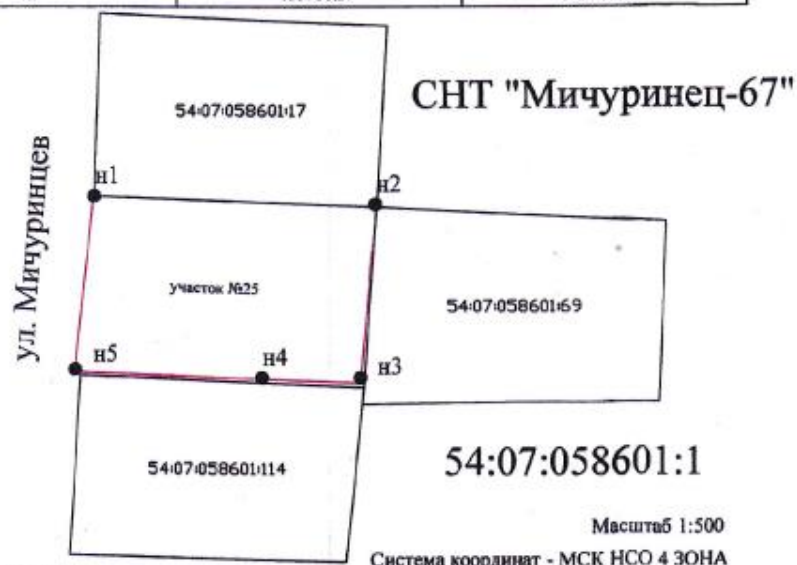 СНТ "Мичуринец-67"
54:07:058601:17
ул. Мичуринцев
н1
н2
участок №25
54:07:058601:69
н5
н4
н3
54:07:058601:114
54:07:058601:1
Масштаб 1:500
Система координат - МСК НСО 4 ЗОНА